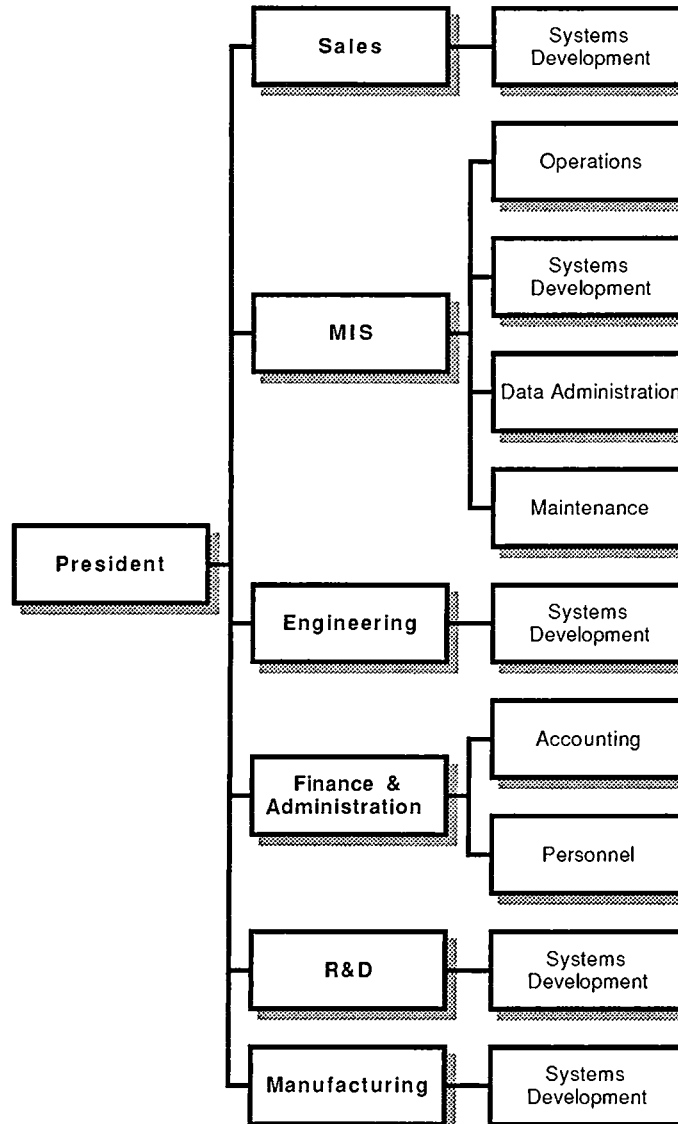 Sales
Systems
Development
Operations
Systems
Development
MIS
Data Administration
Maintenance
President
Engineering
Systems
Development
Accounting
Finance &
Administration
Personnel
R&D
Systems
Development
Manufacturing
Systems
Development